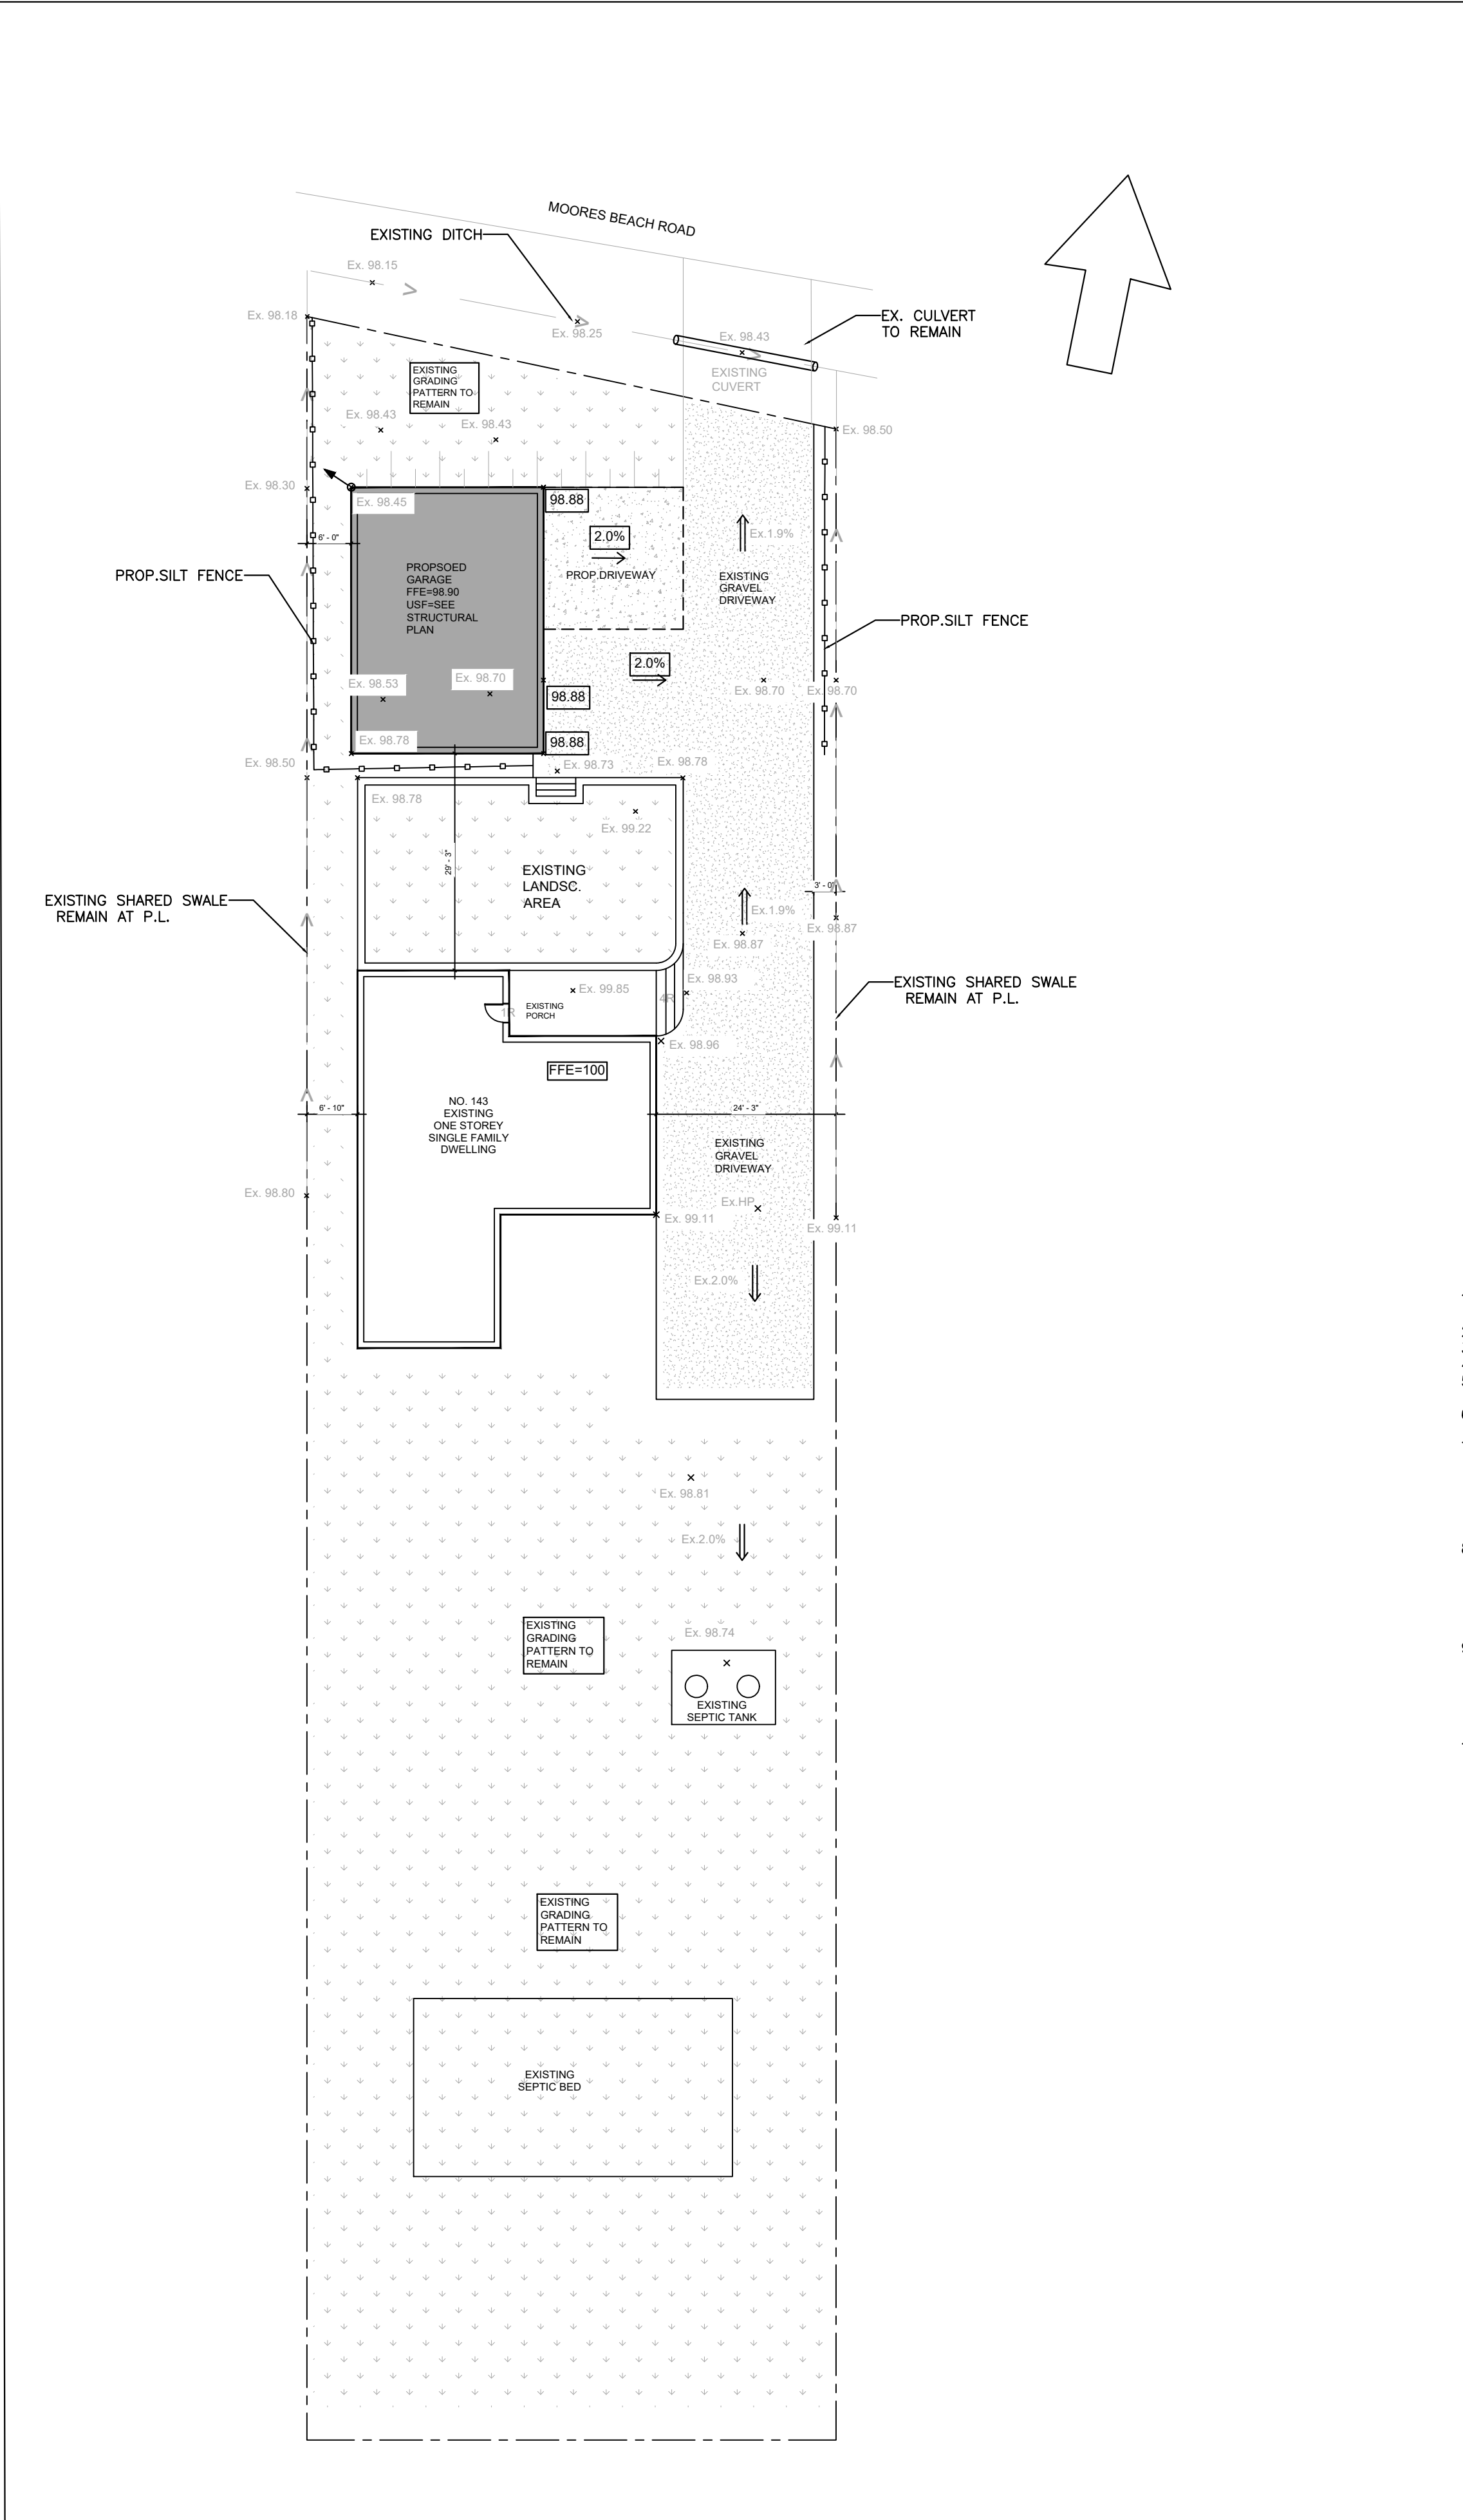 MOORES BEACH ROAD
EXISTING DITCH
Ex. 98.15
Ex. 98.18
Ex. 98.25
EX. CULVERT
TO REMAIN
Ex. 98.43
EXISTING
CUVERT
EXISTING
GRADING
PATTERN TO
REMAIN
Ex. 98.43
Ex. 98.43
Ex. 98.50
Ex. 98.30
Ex. 98.45
98.88
2.0%
Ex.1.9%
6' - 0"
PROP.SILT FENCE
PROPSOED
GARAGE
FFE=98.90
USF=SEE
STRUCTURAL
PLAN
PROP.DRIVEWAY
EXISTING
GRAVEL
DRIVEWAY
PROP.SILT FENCE
2.0%
Ex. 98.53
Ex. 98.70
98.88
Ex. 98.70
Ex. 98.70
Ex. 98.78
98.88
Ex. 98.50
Ex. 98.73
Ex. 98.78
Ex. 98.78
Ex. 99.22
29' - 3"
EXISTING
LANDSC.
AREA
3' - 0"
EXISTING SHARED SWALE
REMAIN AT P.L.
Ex.1.9%
Ex. 98.87
Ex. 98.87
Ex. 98.93
EXISTING SHARED SWALE
REMAIN AT P.L.
Ex. 99.85
4R
1R
EXISTING
PORCH
Ex. 98.96
FFE=100
6' - 10"
NO. 143
EXISTING
ONE STOREY
SINGLE FAMILY
DWELLING
24' - 3"
EXISTING
GRAVEL
DRIVEWAY
Ex. 98.80
Ex.HP
Ex. 99.11
Ex. 99.11
Ex.2.0%
Ex. 98.81
Ex.2.0%
EXISTING
GRADING
PATTERN TO
REMAIN
Ex. 98.74
EXISTING
SEPTIC TANK
EXISTING
GRADING
PATTERN TO
REMAIN
EXISTING
SEPTIC BED